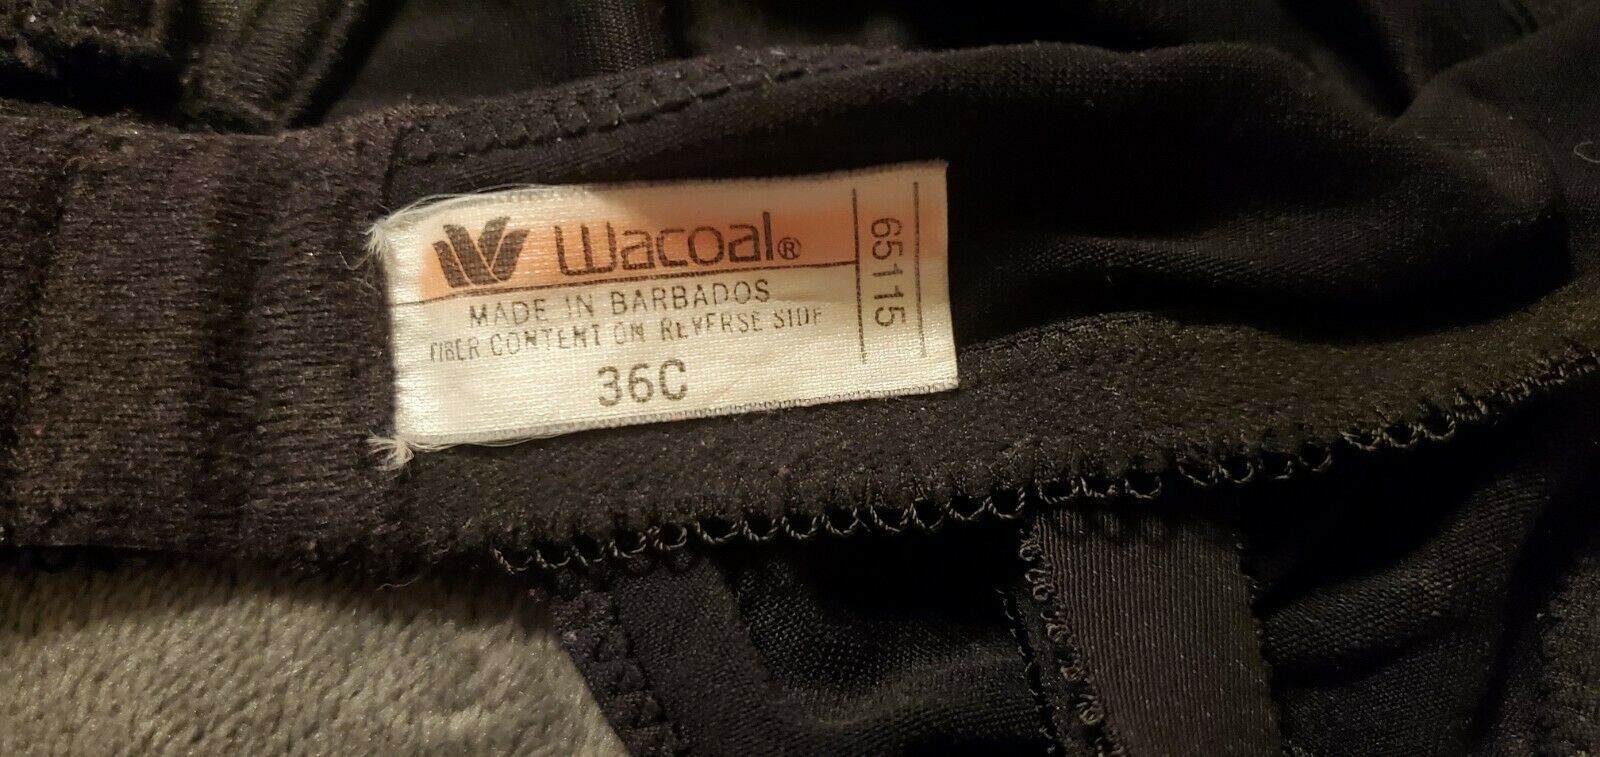 Wacoal®
MADE IN BARBADOS
FIBER CONTENT ON REVERSE SIDE
36C
65115